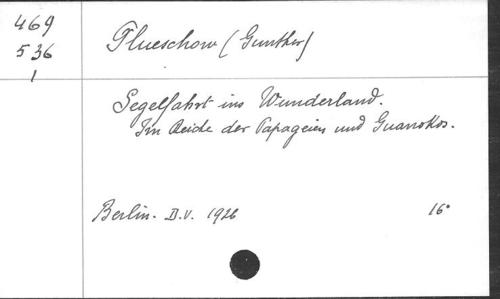 469
536
1
Plueschow (Gunther)
Segelfahrt ins Wunderland.
Im Reiche der Papageien und Guanakos.
Berlin. D.V. 1926
16°